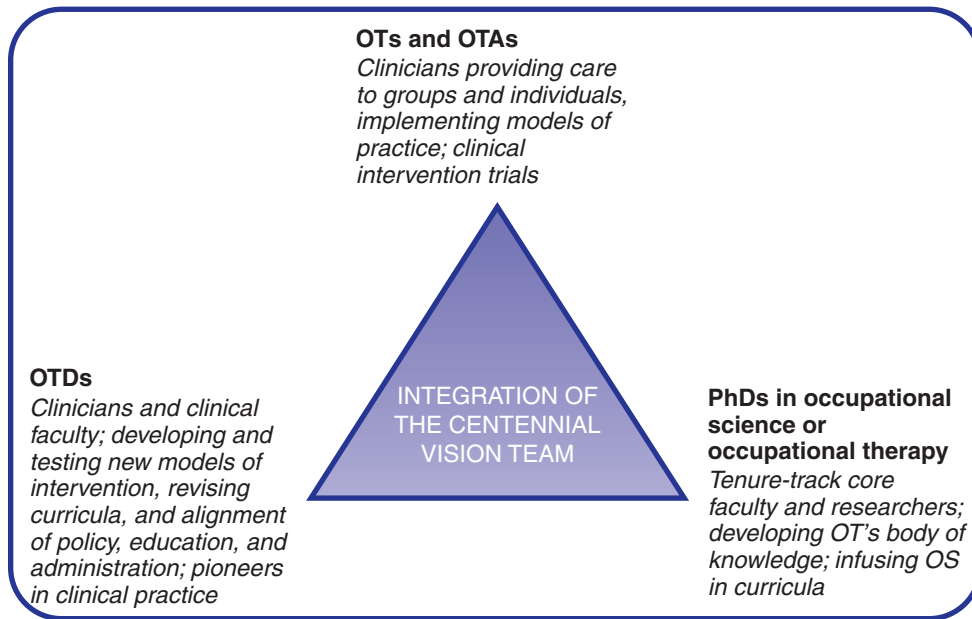 OTs and OTAs
Clinicians providing care
to groups and individuals,
implementing models of
practice; clinical
intervention trials
OTDs
Clinicians and clinical
faculty; developing and
testing new models of
intervention, revising
curricula, and alignment
of policy, education, and
administration; pioneers
in clinical practice
INTEGRATION OF
THE CENTENNIAL
VISION TEAM
PhDs in occupational
science or
occupational therapy
Tenure-track core
faculty and researchers;
developing OT’s body of
knowledge; infusing OS
in curricula